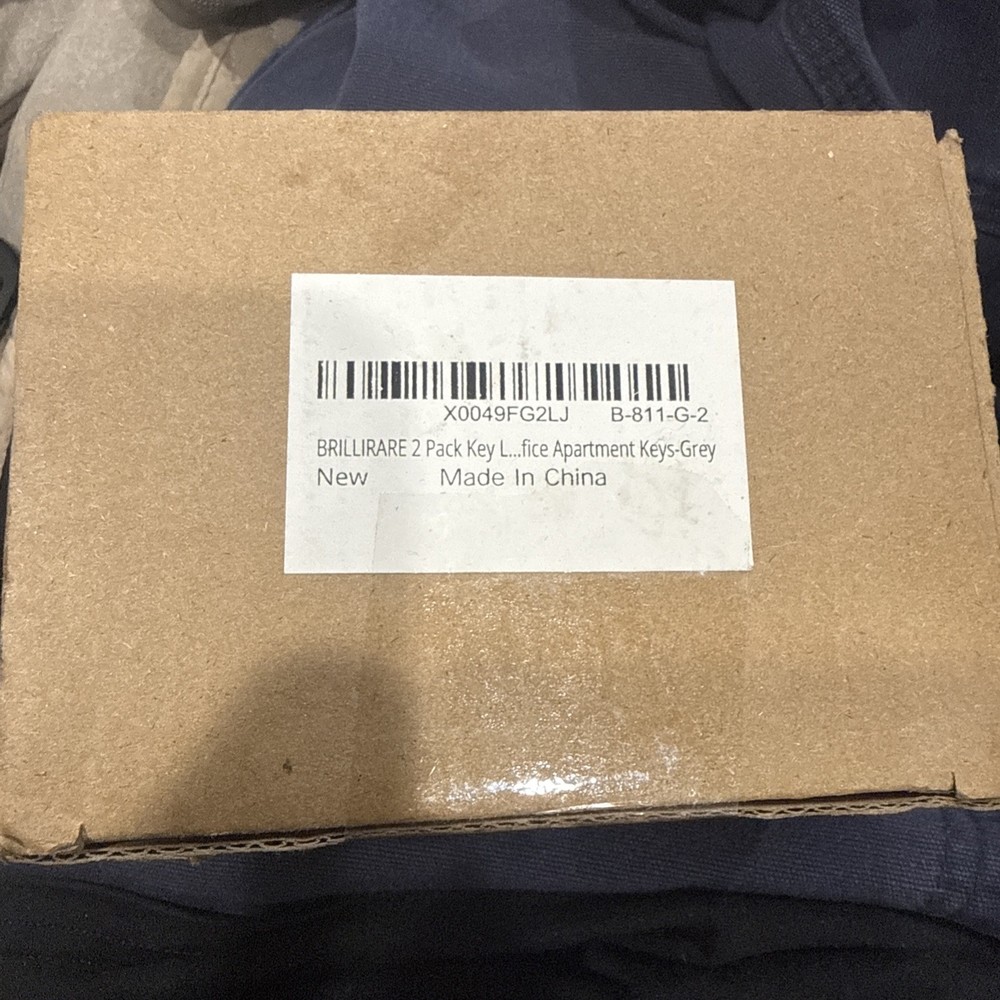 X0049FG2LJ B-811-G-2
BRILLIRARE 2 Pack Key L...fice Apartment Keys-Grey
New Made In China